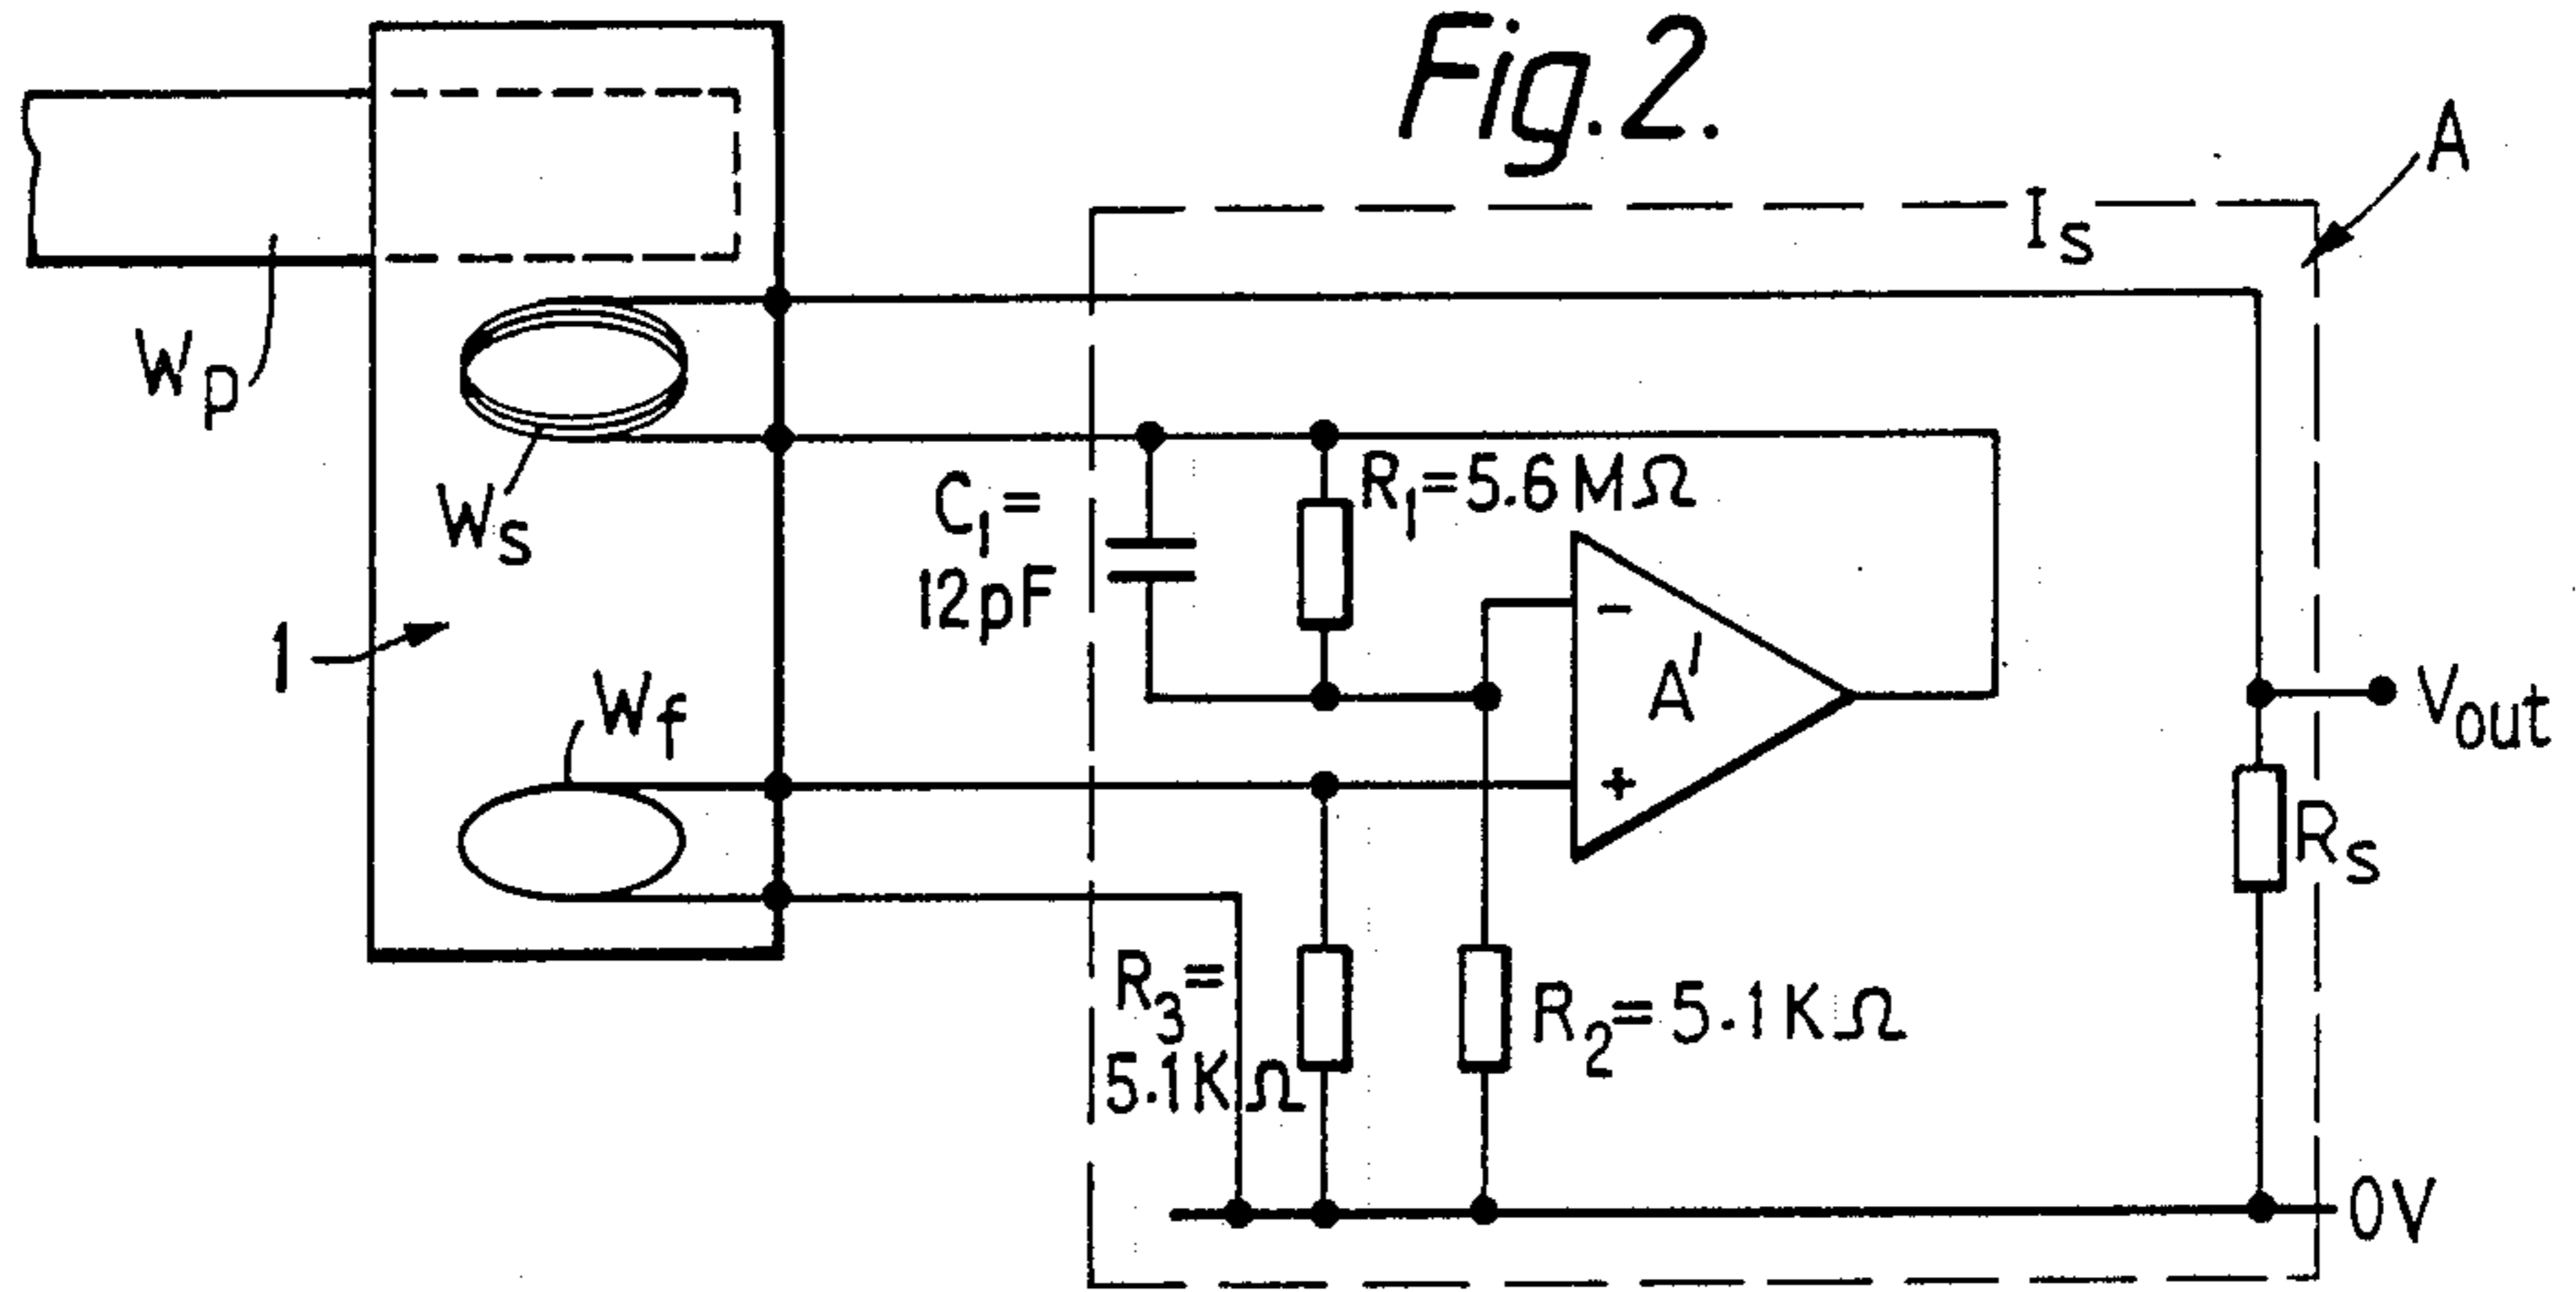 Fig.2.
A
Is
Wp
Ws
C1=
12pF
R1=5.6MΩ
1
Wf
-
A'
+
Vout
Rs
R3=
5.1KΩ
R2=5.1KΩ
0V